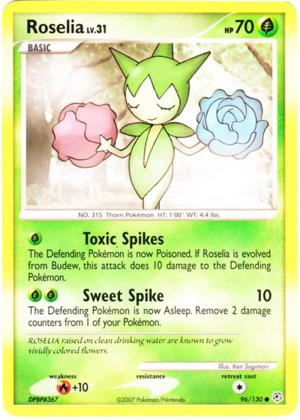 Roselia LV.31 HP 70
BASIC
NO. 315 Thorn Pokémon HT: 1'00" WT: 4.4 lbs.
Toxic Spikes
The Defending Pokémon is now Poisoned. If Roselia is evolved
from Budew, this attack does 10 damage to the Defending
Pokémon.
Sweet Spike 10
The Defending Pokémon is now Asleep. Remove 2 damage
counters from 1 of your Pokémon.
ROSELIA raised on clean drinking water are known to grow
vividly colored flowers.
Illus. Ken Sugimori
weakness resistance retreat cost
+10
DPBP#367 ©2007 Pokémon/Nintendo 96/130